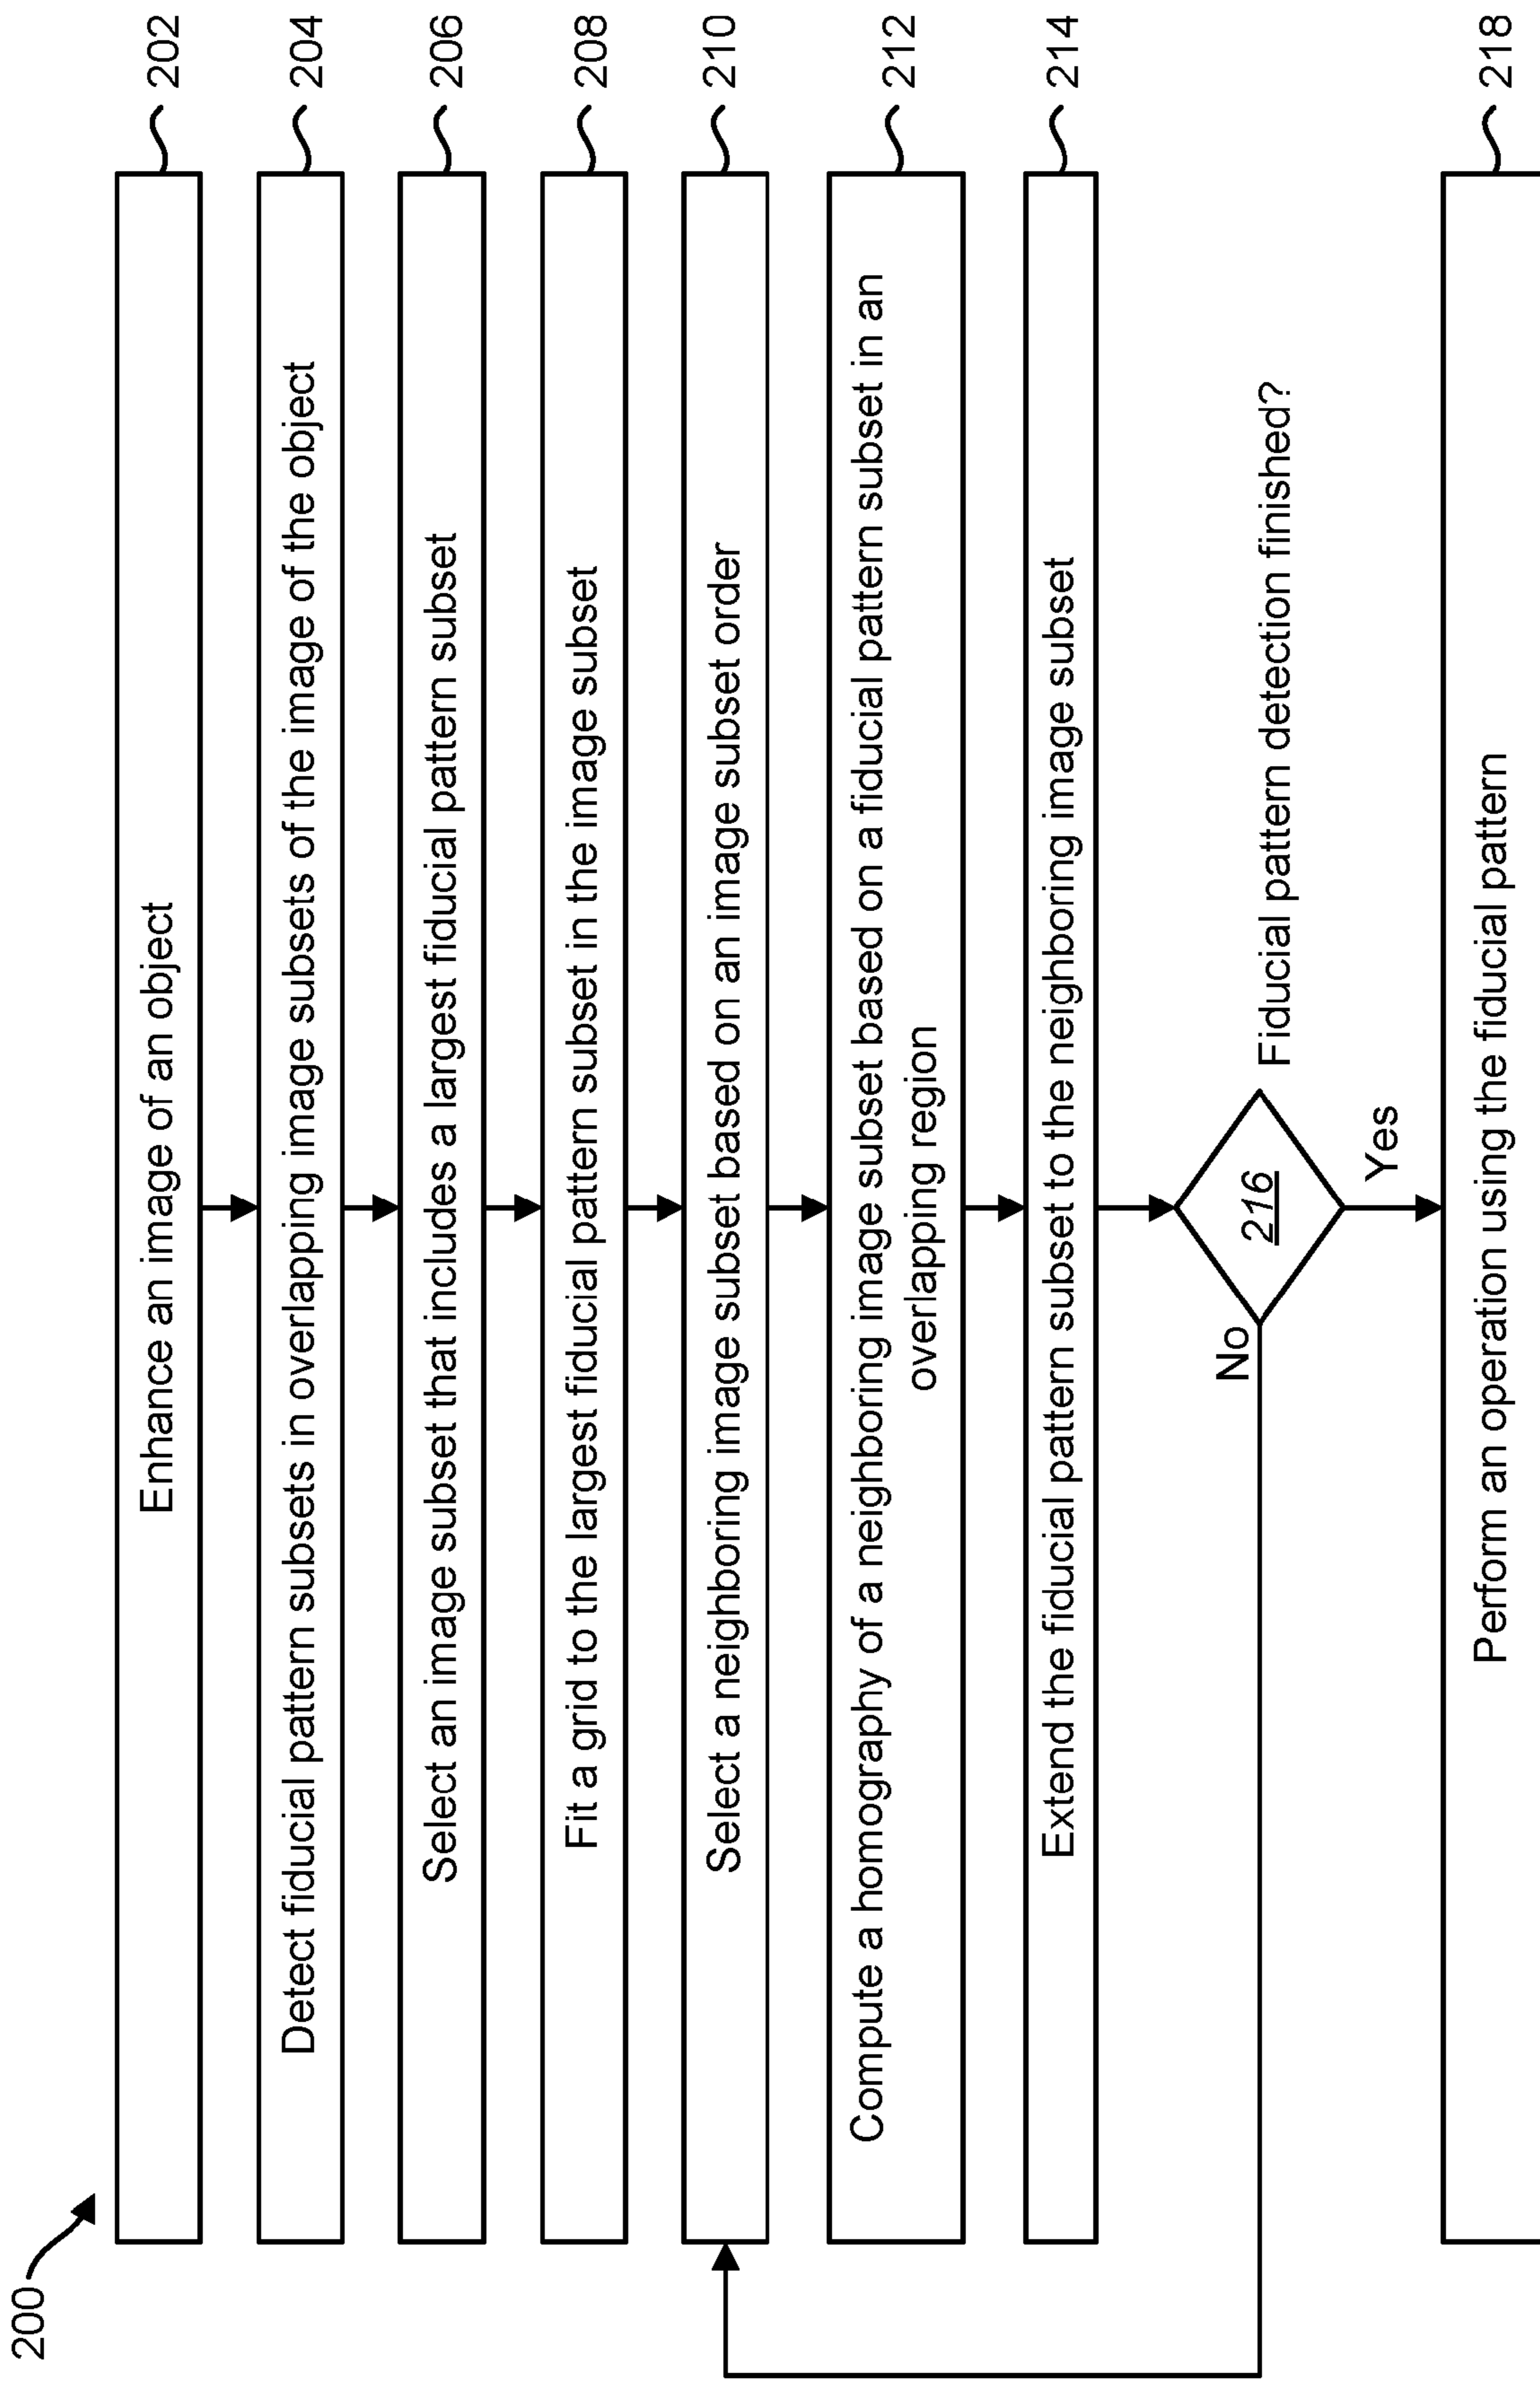 200
Enhance an image of an object
202
Detect fiducial pattern subsets in overlapping image subsets of the image of the object
204
Select an image subset that includes a largest fiducial pattern subset
206
Fit a grid to the largest fiducial pattern subset in the image subset
208
Select a neighboring image subset based on an image subset order
210
Compute a homography of a neighboring image subset based on a fiducial pattern subset in an
overlapping region
212
Extend the fiducial pattern subset to the neighboring image subset
214
No
216
Fiducial pattern detection finished?
Yes
Perform an operation using the fiducial pattern
218